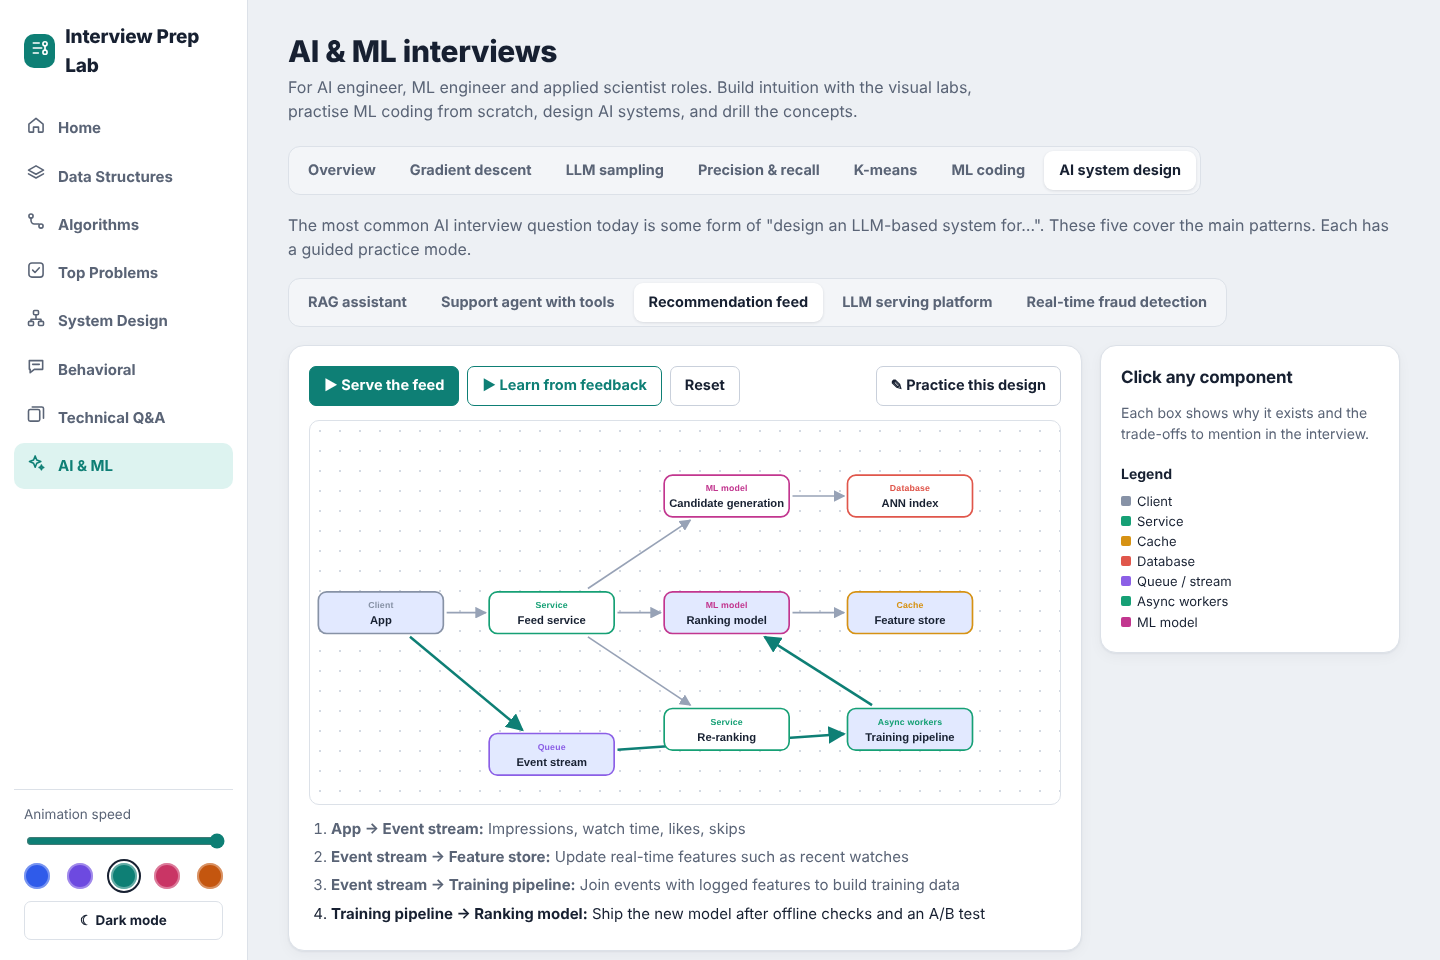 Interview Prep
Lab
Home
Data Structures
Algorithms
Top Problems
System Design
Behavioral
Technical Q&A
AI & ML
Animation speed
☾ Dark mode
AI & ML interviews
For AI engineer, ML engineer and applied scientist roles. Build intuition with the visual labs,
practise ML coding from scratch, design AI systems, and drill the concepts.
Overview
Gradient descent
LLM sampling
Precision & recall
K-means
ML coding
AI system design
The most common AI interview question today is some form of "design an LLM-based system for...". These five cover the main patterns. Each has
a guided practice mode.
RAG assistant
Support agent with tools
Recommendation feed
LLM serving platform
Real-time fraud detection
▶ Serve the feed
▶ Learn from feedback
Reset
✎ Practice this design
ML model
Candidate generation
Database
ANN index
Client
App
Service
Feed service
ML model
Ranking model
Cache
Feature store
Service
Re-ranking
Async workers
Training pipeline
Queue
Event stream
1. App → Event stream: Impressions, watch time, likes, skips
2. Event stream → Feature store: Update real-time features such as recent watches
3. Event stream → Training pipeline: Join events with logged features to build training data
4. Training pipeline → Ranking model: Ship the new model after offline checks and an A/B test
Click any component
Each box shows why it exists and the
trade-offs to mention in the interview.
Legend
Client
Service
Cache
Database
Queue / stream
Async workers
ML model